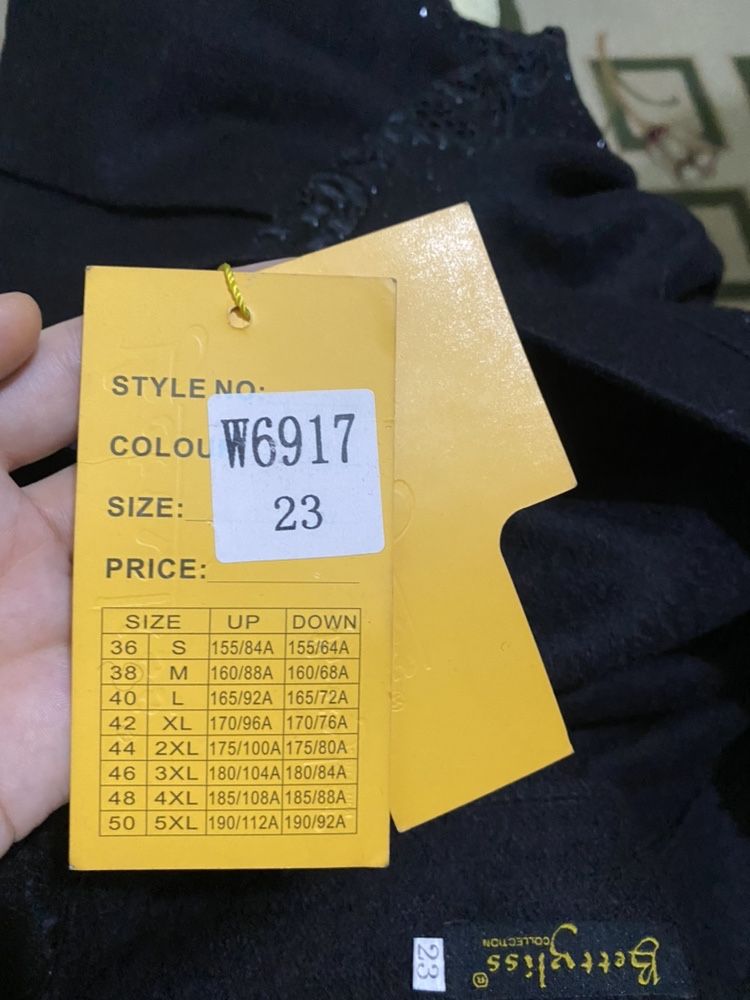 STYLE NO:
COLOU
W6917
SIZE:
23
PRICE:
SIZE UP DOWN
36 S 155/84A 155/64A
38 M 160/88A 160/68A
40 L 165/92A 165/72A
42 XL 170/96A 170/76A
44 2XL 175/100A 175/80A
46 3XL 180/104A 180/84A
48 4XL 185/108A 185/88A
50 5XL 190/112A 190/92A
23
Bettyliss ®
COLLECTION